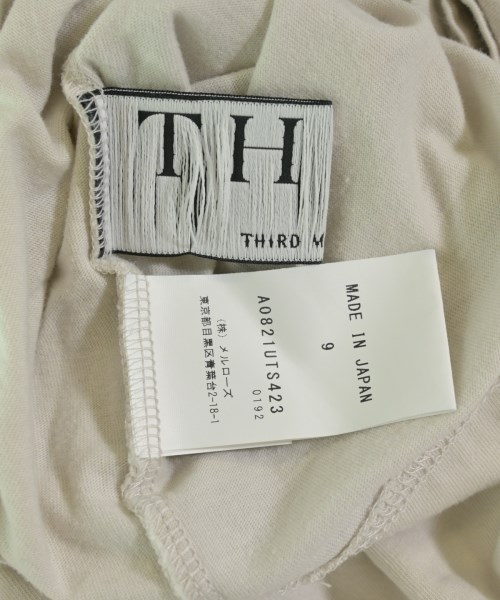 TH
THIRD M
MADE IN JAPAN
9
A0821UTS423
0192
(株) メルローズ
東京都目黒区青葉台2-18-1